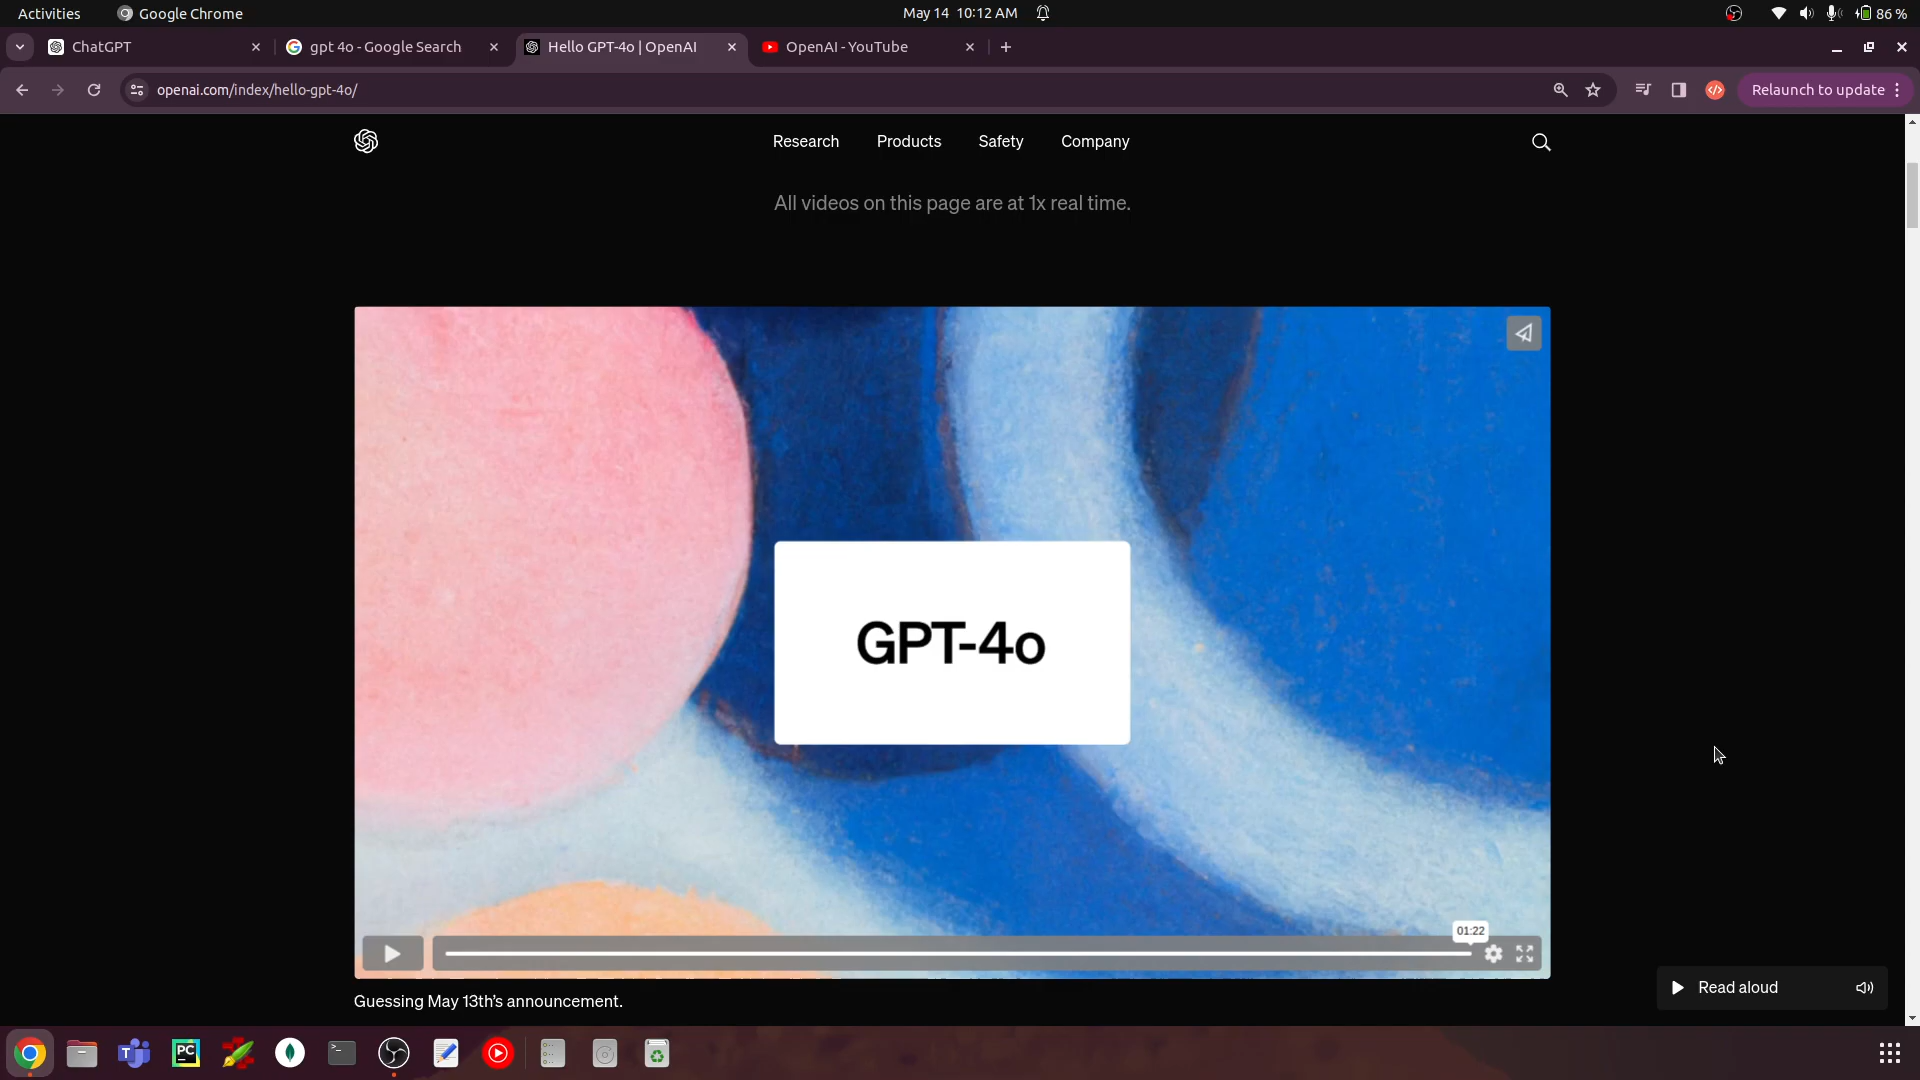 Activities
Google Chrome
May 14 10:12 AM
86 %
ChatGPT
gpt 4o - Google Search
Hello GPT-4o | OpenAI
OpenAI - YouTube
openai.com/index/hello-gpt-4o/
Relaunch to update
Research
Products
Safety
Company
All videos on this page are at 1x real time.
GPT-4o
01:22
Guessing May 13th's announcement.
Read aloud
PC